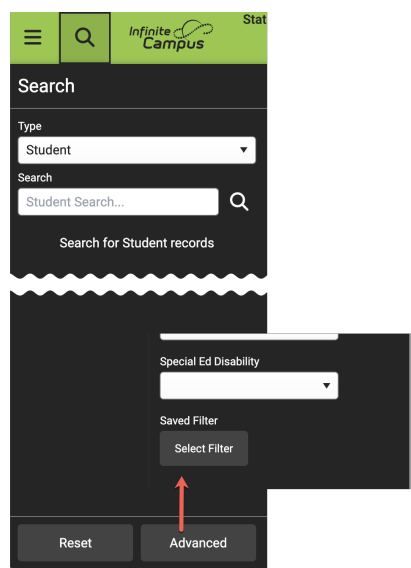 Stat
Infinite
Campus
Search
Type
Student
Search
Student Search...
Search for Student records
Special Ed Disability
Saved Filter
Select Filter
Reset
Advanced